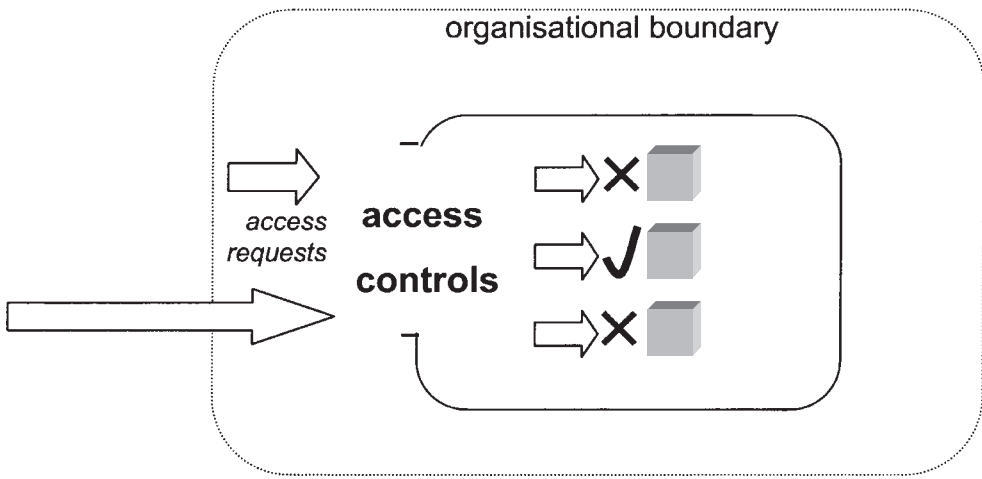 organisational boundary
access
requests
access
controls